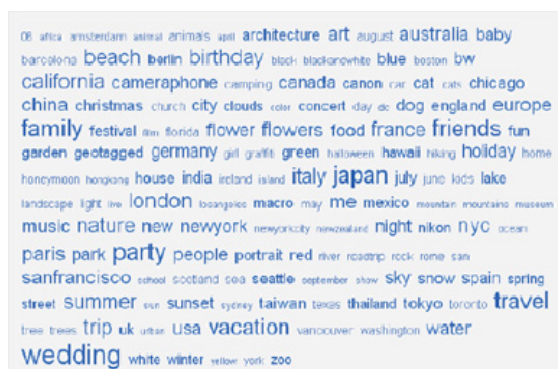 06 africa amsterdam animal animals april architecture art august australia baby
barcelona beach berlin birthday black blackandwhite blue boston bw
california cameraphone camping canada canon car cat cats chicago
china christmas church city clouds color concert day dc dog england europe
family festival film florida flower flowers food france friends fun
garden geotagged germany girl graffiti green halloween hawaii hiking holiday home
honeymoon hongkong house india ireland island italy japan july june kids lake
landscape light live london losangeles macro may me mexico mountain mountains museum
music nature new newyork newyorkcity newzealand night nikon nyc ocean
paris park party people portrait red river roadtrip rock rome san
sanfrancisco school scotland sea seattle september show sky snow spain spring
street summer sun sunset sydney taiwan texas thailand tokyo toronto travel
tree trees trip uk urban usa vacation vancouver washington water
wedding white winter yellow york zoo